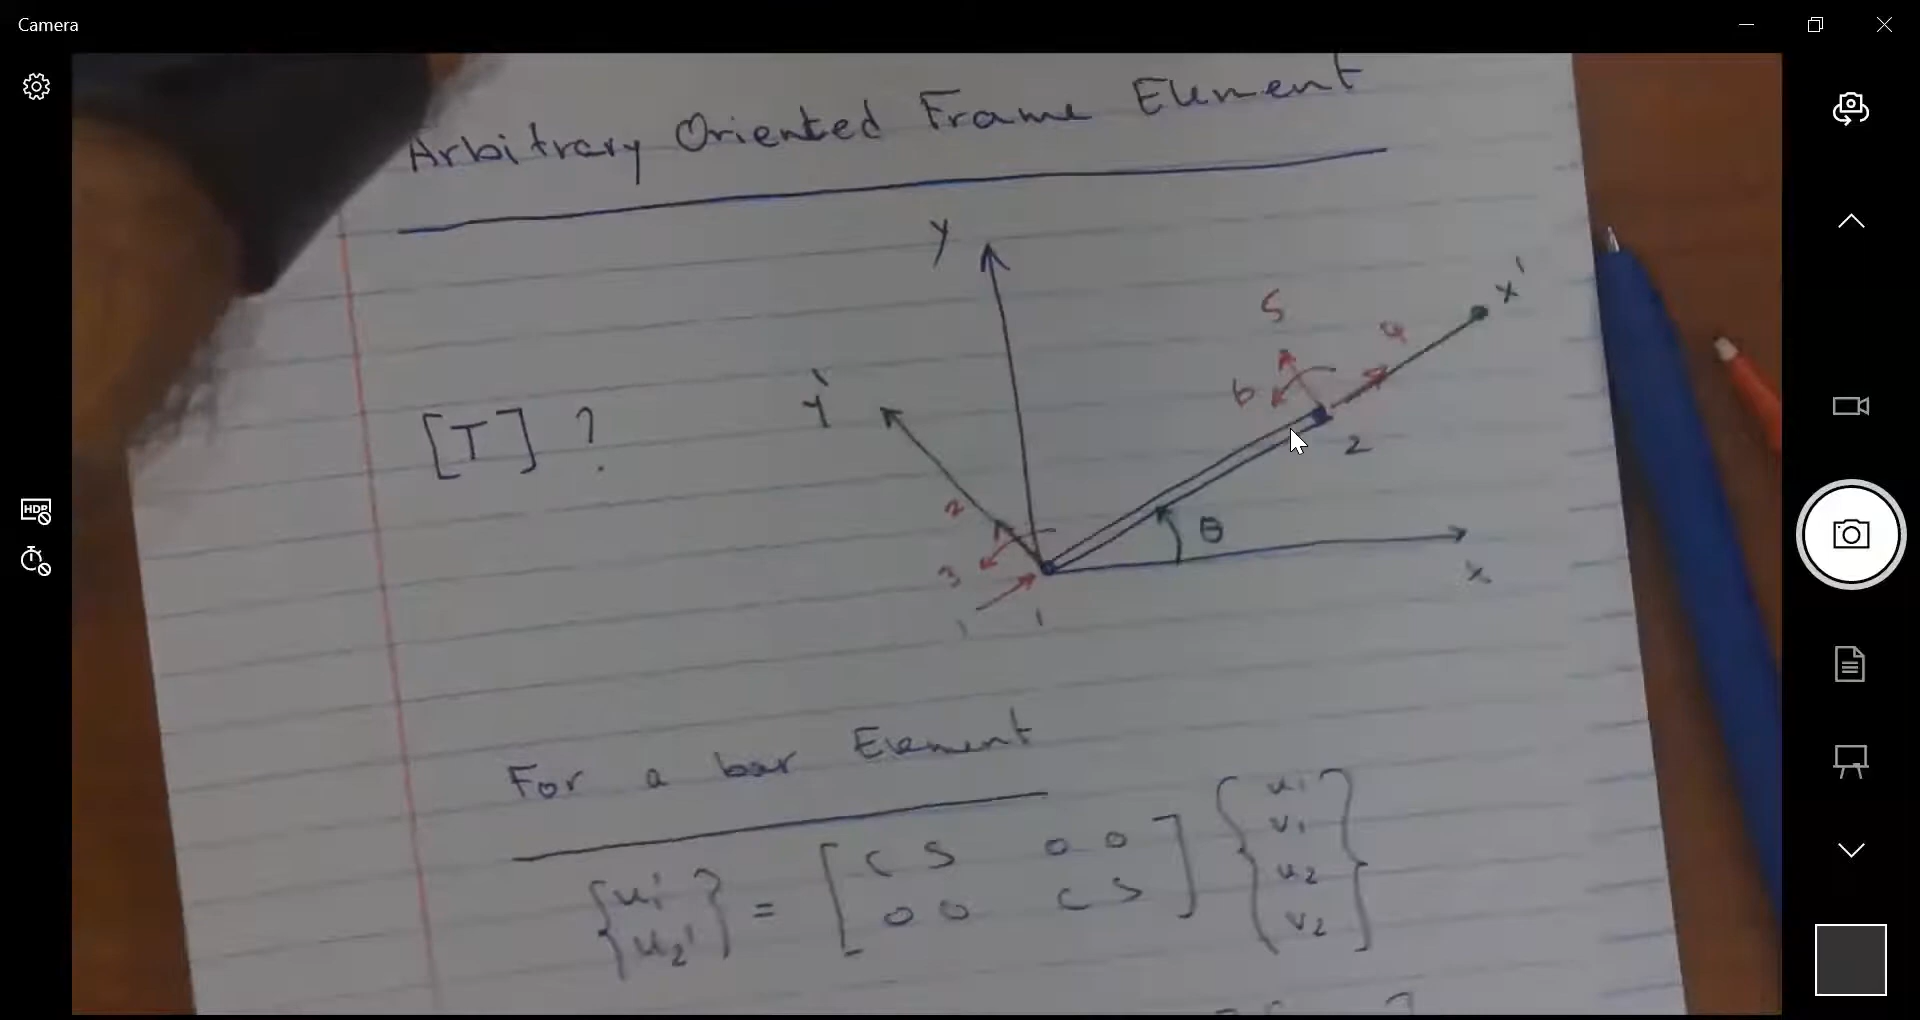 Camera
Arbitrary Oriented Frame Element
y
x'
5
4
6
y'
[T] ?
2
2
θ
3
x
1
1
For a bar Element
{u1' u2'} = [C S 0 0
0 0 C S] {u1 v1 u2 v2}
HDR